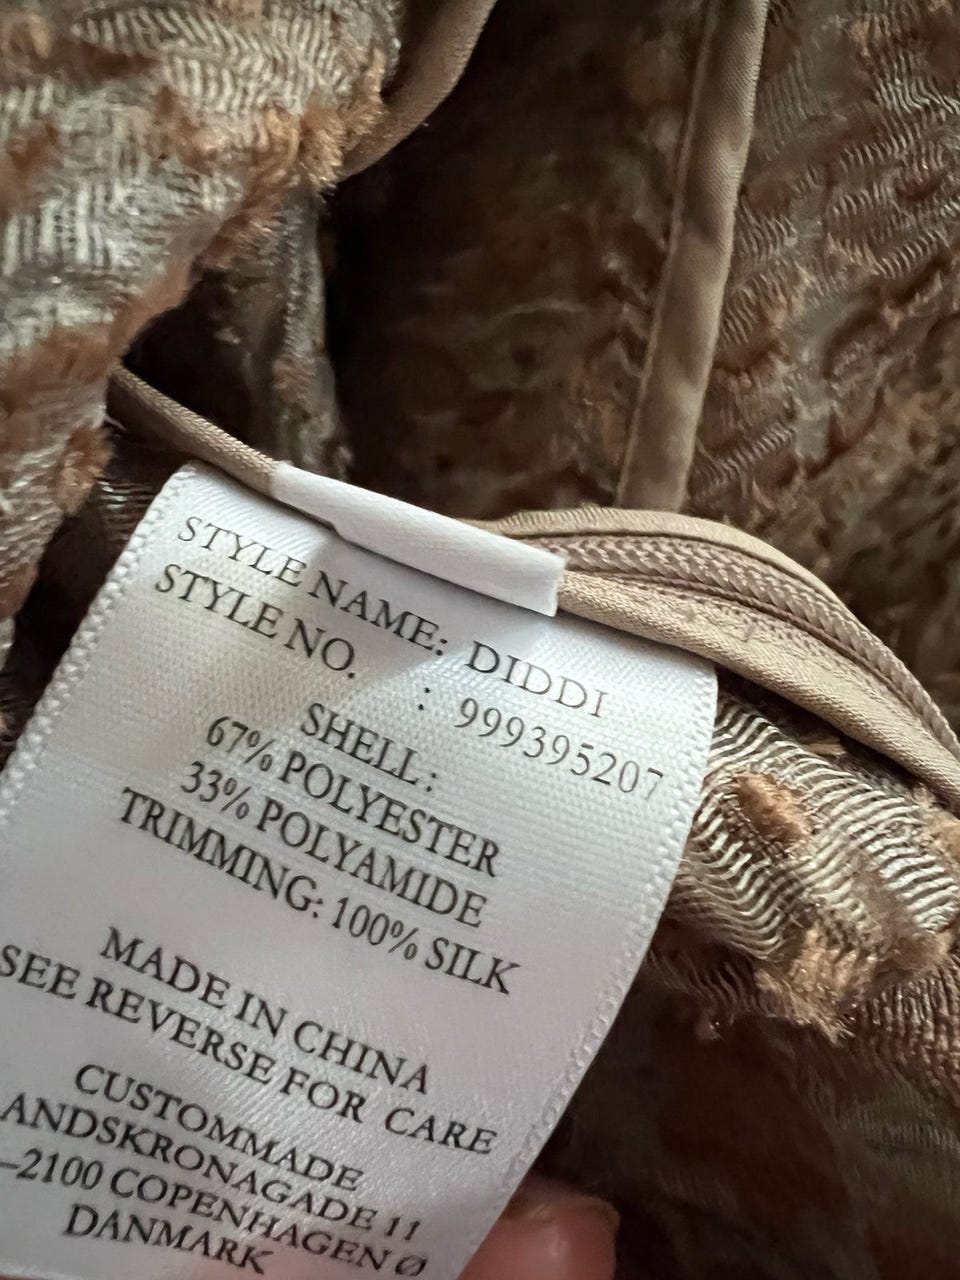 STYLE NAME: DIDDI
STYLE NO. : 999395207
SHELL:
67% POLYESTER
33% POLYAMIDE
TRIMMING: 100% SILK
MADE IN CHINA
SEE REVERSE FOR CARE
CUSTOMMADE
ANDSKRONAGADE 11
–2100 COPENHAGEN Ø
DANMARK